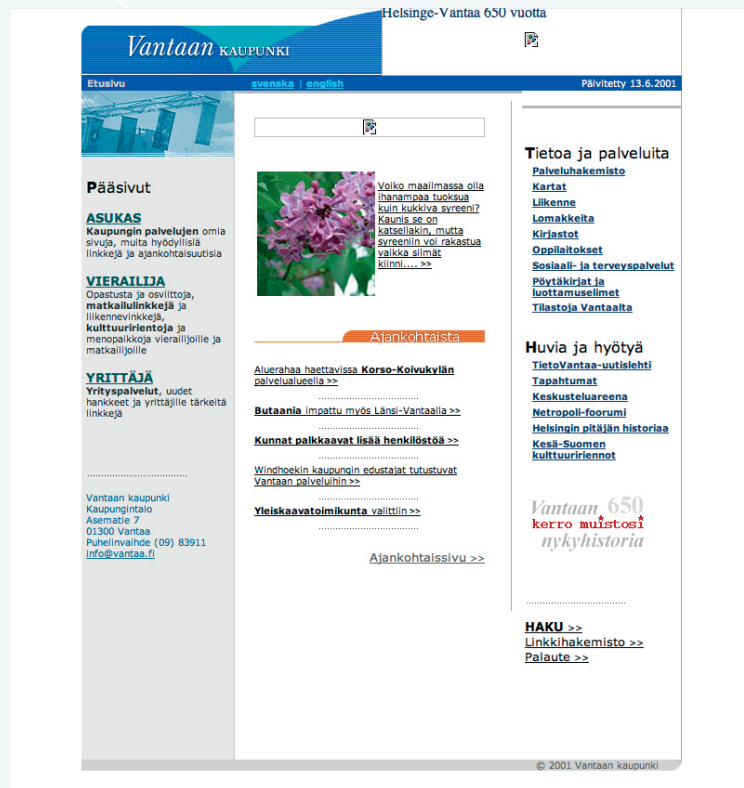 Helsinge-Vantaa 650 vuotta
Vantaan KAUPUNKI
Etusivu
svenska | english
Päivitetty 13.6.2001
Pääsivut
ASUKAS
Kaupungin palvelujen omia
sivuja, muita hyödyllisiä
linkkejä ja ajankohtaisuutisia
VIERAILIJA
Opastusta ja osviittoja,
matkailulinkkejä ja
liikennevinkkejä,
kulttuuririentoja ja
menopaikkoja vierailijoille ja
matkailijoille
YRITTÄJÄ
Yrityspalvelut, uudet
hankkeet ja yrittäjille tärkeitä
linkkejä
Vantaan kaupunki
Kaupungintalo
Asematie 7
01300 Vantaa
Puhelinvaihde (09) 83911
info@vantaa.fi
Voiko maailmassa olla
ihanampaa tuoksua
kuin kukkiva syreeni?
Kaunis se on
katsellakin, mutta
syreeniin voi rakastua
vaikka silmät
kiinni.... >>
Ajankohtaista
Aluerahaa haettavissa Korso-Koivukylän
palvelualueella >>
Butaania impattu myös Länsi-Vantaalla >>
Kunnat palkkaavat lisää henkilöstöä >>
Windhoekin kaupungin edustajat tutustuvat
Vantaan palveluihin >>
Yleiskaavatoimikunta valittiin >>
Ajankohtaissivu >>
Tietoa ja palveluita
Palveluhakemisto
Kartat
Liikenne
Lomakkeita
Kirjastot
Oppilaitokset
Sosiaali- ja terveyspalvelut
Pöytäkirjat ja
luottamuselimet
Tilastoja Vantaalta
Huvia ja hyötyä
TietoVantaa-uutislehti
Tapahtumat
Keskusteluareena
Netropoli-foorumi
Helsingin pitäjän historiaa
Kesä-Suomen
kulttuuririennot
Vantaan 650
kerro muistosi
nykyhistoria
HAKU >>
Linkkihakemisto >>
Palaute >>
© 2001 Vantaan kaupunki